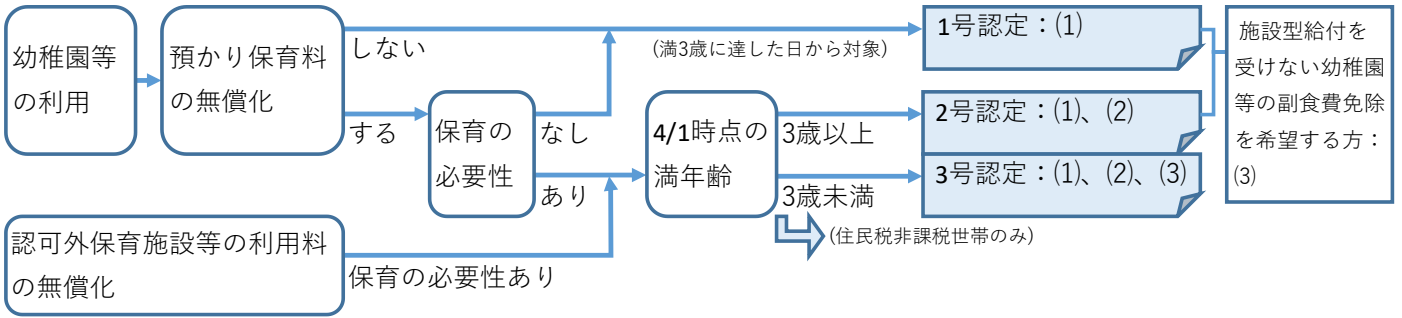 幼稚園等
の利用
預かり保育料
の無償化
しない
する
保育の
必要性
なし
あり
(満3歳に達した日から対象)
4/1時点の
満年齢
3歳以上
3歳未満
(住民税非課税世帯のみ)
1号認定：⑴
2号認定：⑴、⑵
3号認定：⑴、⑵、⑶
施設型給付を
受けない幼稚園
等の副食費免除
を希望する方：
⑶
認可外保育施設等の利用料
の無償化
保育の必要性あり